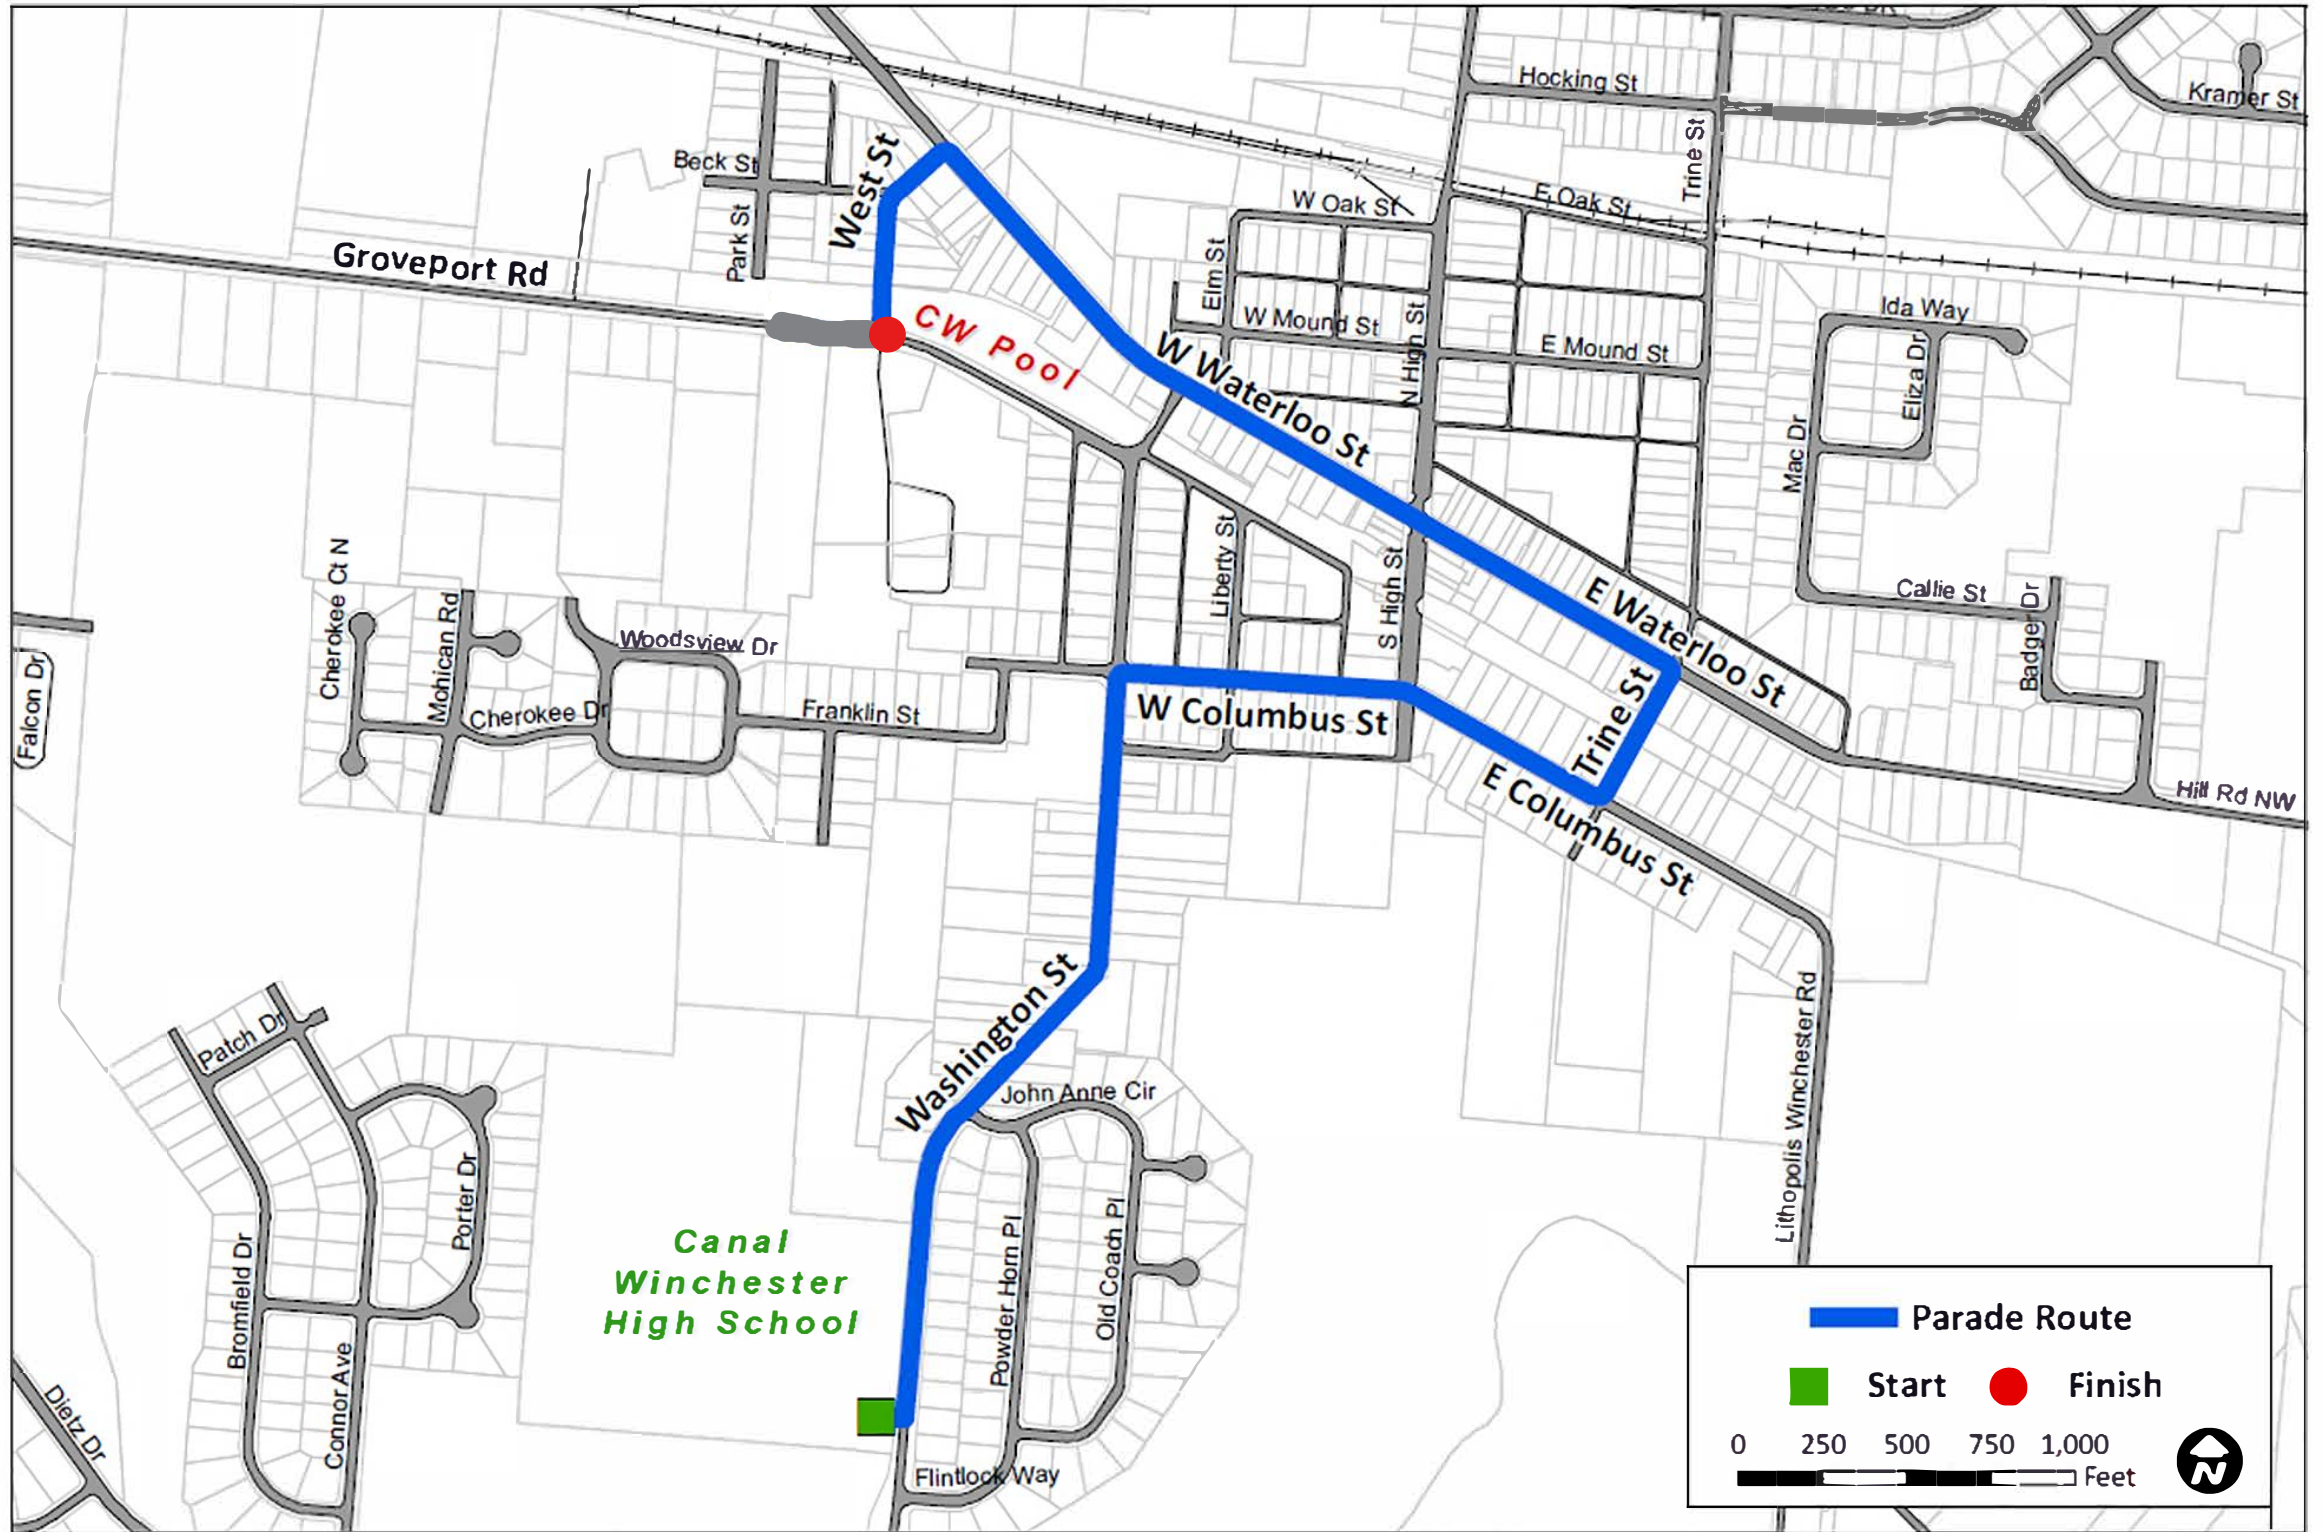 Hocking St
Kramer St
Trine St
Beck St
West St
Park St
W Oak St
E Oak St
Elm St
Groveport Rd
CW Pool
W Mound St
N High St
E Mound St
Ida Way
Eliza Dr
W Waterloo St
Mac Dr
Liberty St
S High St
E Waterloo St
Callie St
Badger Dr
Cherokee Ct N
Mohican Rd
Woodsview Dr
Falcon Dr
Cherokee Dr
Franklin St
W Columbus St
Trine St
E Columbus St
Hill Rd NW
Washington St
Lithopolis Winchester Rd
Patch Dr
John Anne Cir
Porter Dr
Bromfield Dr
Connor Ave
Powder Horn Pl
Old Coach Pl
Canal
Winchester
High School
Dietz Dr
Flintlock Way
Parade Route
Start Finish
0 250 500 750 1,000
Feet
N